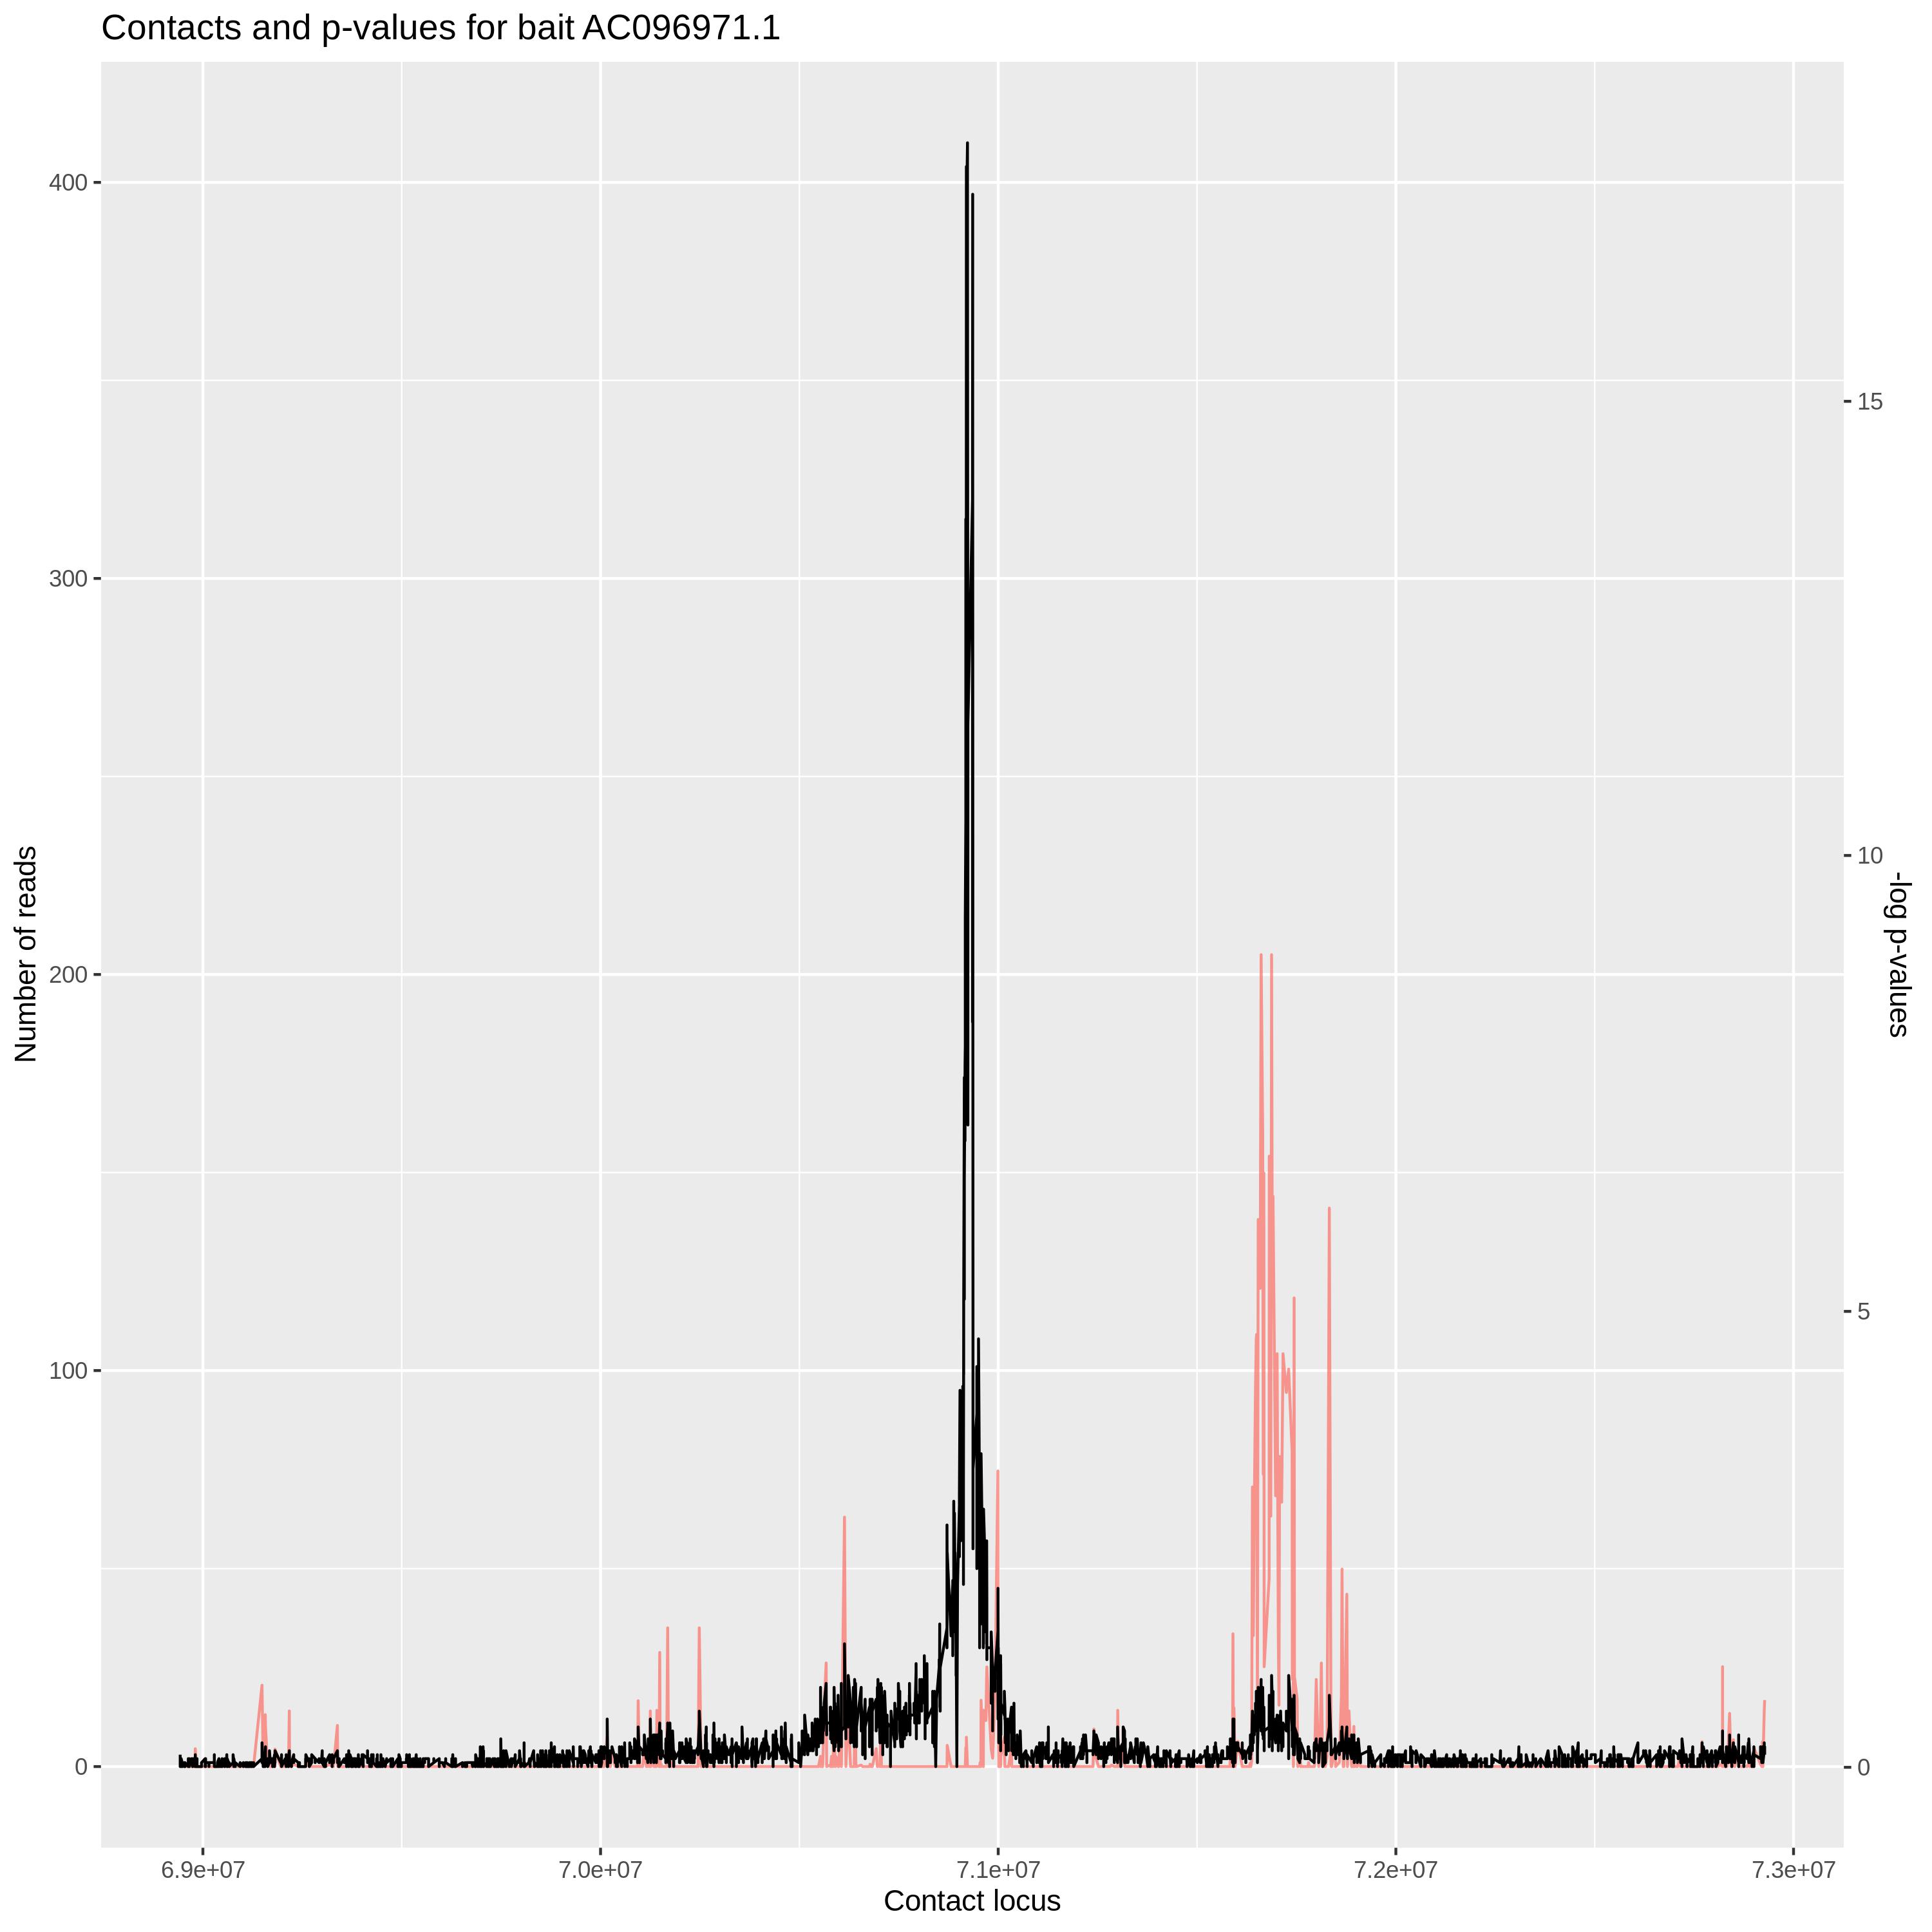 Contacts and p-values for bait AC096971.1
400
300
200
100
0
Number of reads
15
10
5
0
-log p-values
6.9e+07 7.0e+07 7.1e+07 7.2e+07 7.3e+07
Contact locus